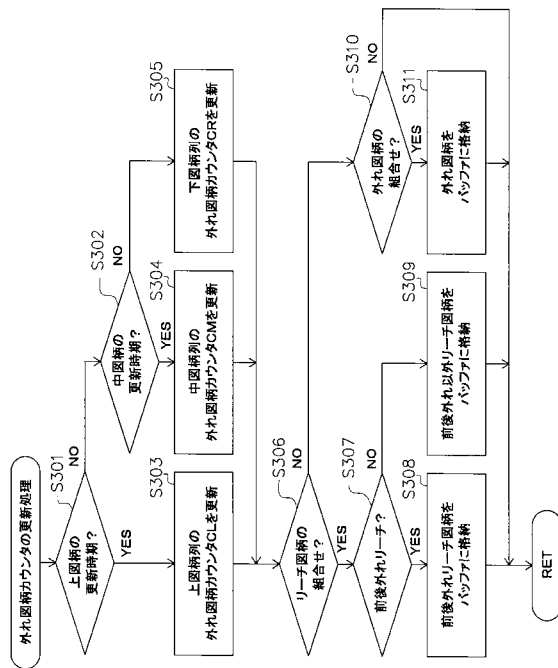 外れ図柄カウンタの更新処理
S301
上図柄の
更新時期?
NO
YES
S302
中図柄の
更新時期?
NO
YES
S303
上図柄列の
外れ図柄カウンタCLを更新
S304
中図柄列の
外れ図柄カウンタCMを更新
S305
下図柄列の
外れ図柄カウンタCRを更新
S306
リーチ図柄の
組合せ?
NO
YES
S307
前後外れリーチ?
NO
YES
S308
前後外れリーチ図柄を
バッファに格納
S309
前後外れ以外リーチ図柄を
バッファに格納
S310
外れ図柄の
組合せ?
NO
YES
S311
外れ図柄を
バッファに格納
RET